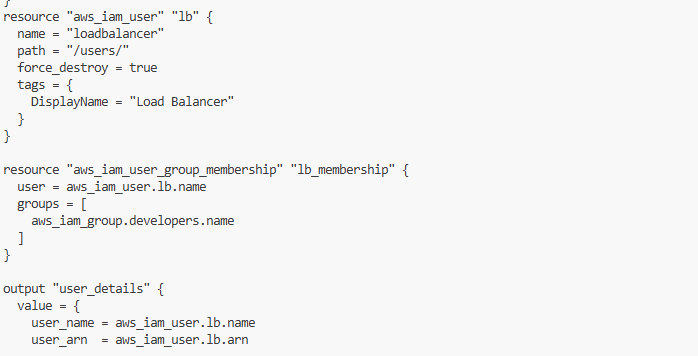 }
resource "aws_iam_user" "lb" {
  name = "loadbalancer"
  path = "/users/"
  force_destroy = true
  tags = {
    DisplayName = "Load Balancer"
  }
}

resource "aws_iam_user_group_membership" "lb_membership" {
  user = aws_iam_user.lb.name
  groups = [
    aws_iam_group.developers.name
  ]
}

output "user_details" {
  value = {
    user_name = aws_iam_user.lb.name
    user_arn  = aws_iam_user.lb.arn